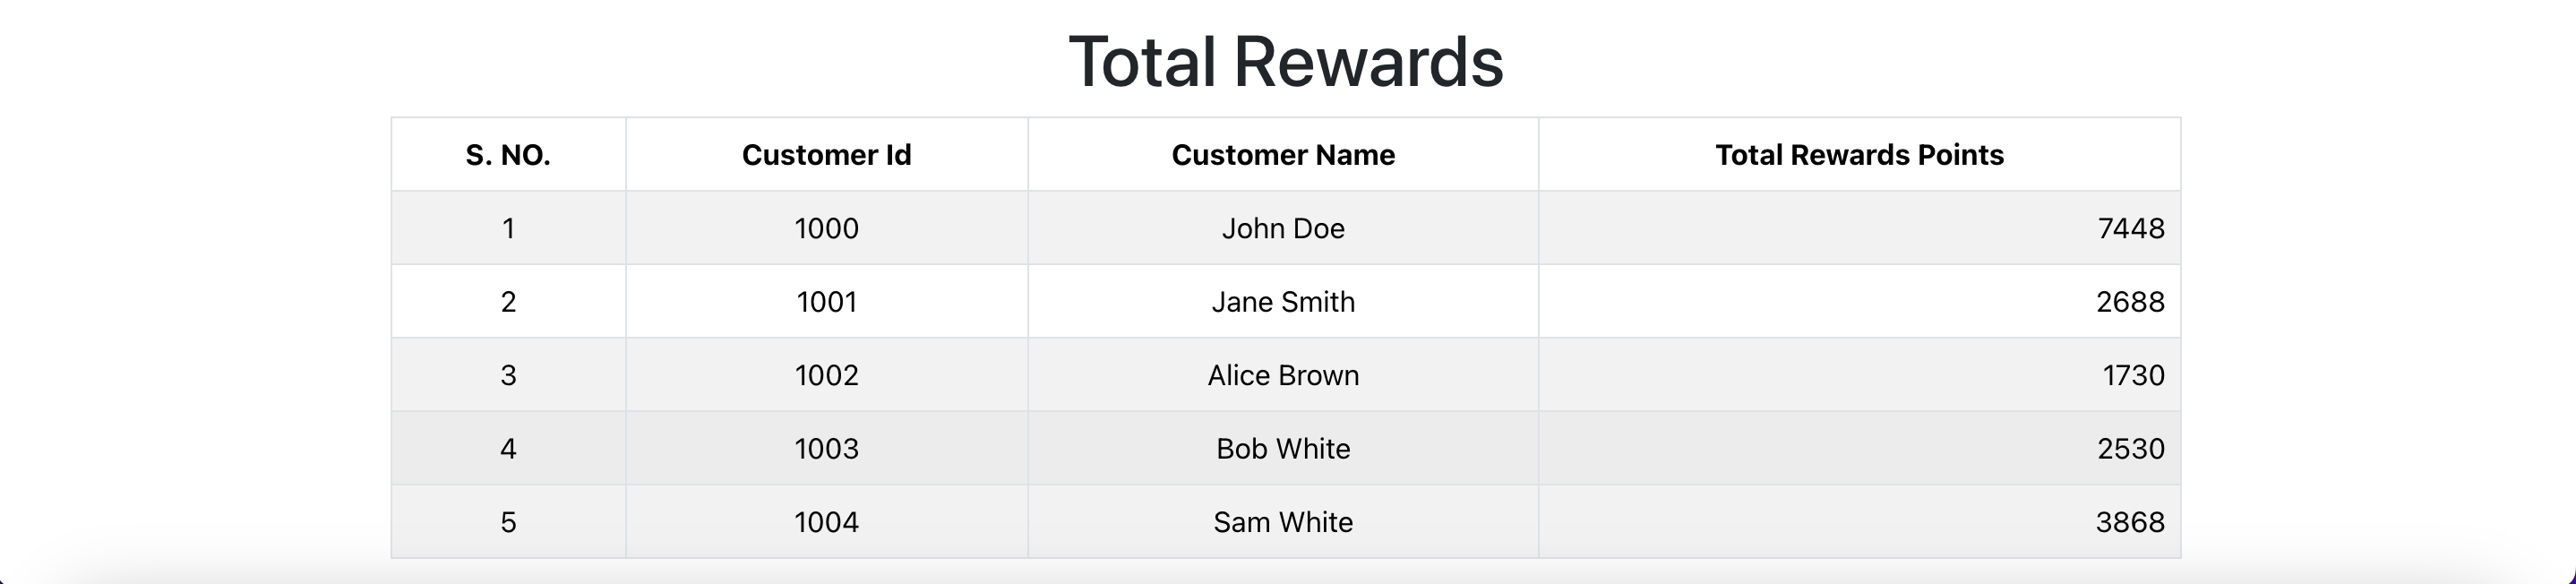 Total Rewards
S. NO. Customer Id Customer Name Total Rewards Points
1 1000 John Doe 7448
2 1001 Jane Smith 2688
3 1002 Alice Brown 1730
4 1003 Bob White 2530
5 1004 Sam White 3868